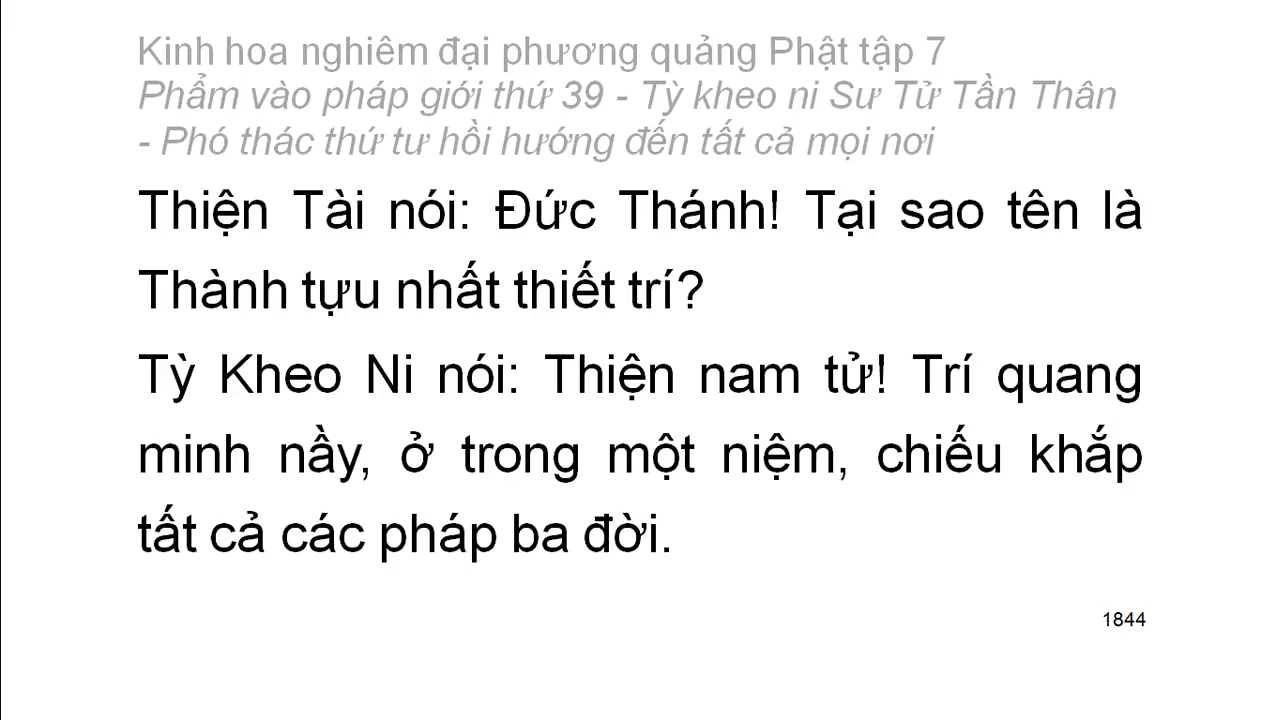 Kinh hoa nghiêm đại phương quảng Phật tập 7
Phẩm vào pháp giới thứ 39 - Tỳ kheo ni Sư Tử Tần Thân
- Phó thác thứ tư hồi hướng đến tất cả mọi nơi
Thiện Tài nói: Đức Thánh! Tại sao tên là
Thành tựu nhất thiết trí?
Tỳ Kheo Ni nói: Thiện nam tử! Trí quang
minh nầy, ở trong một niệm, chiếu khắp
tất cả các pháp ba đời.
1844